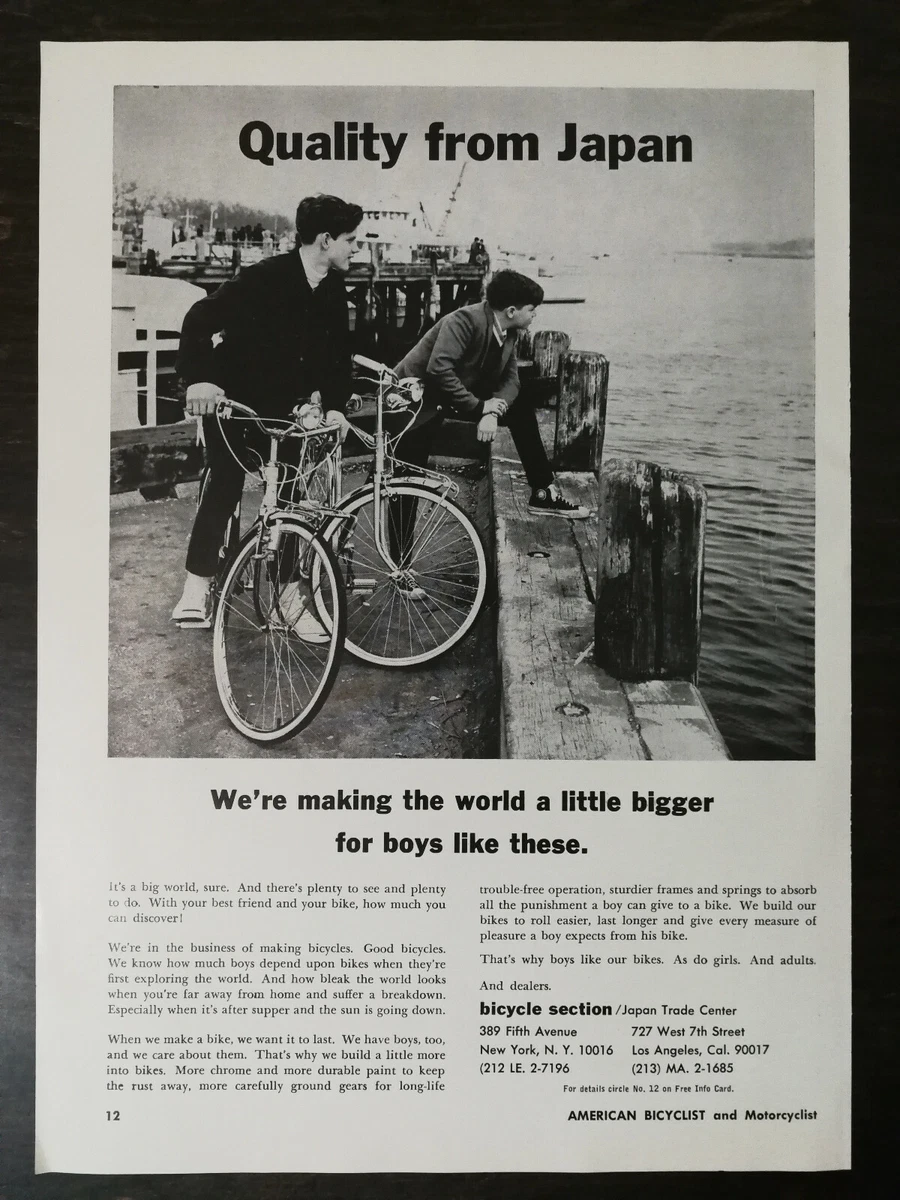 Quality from Japan
We're making the world a little bigger
for boys like these.
It's a big world, sure. And there's plenty to see and plenty
to do. With your best friend and your bike, how much you
can discover!
We're in the business of making bicycles. Good bicycles.
We know how much boys depend upon bikes when they're
first exploring the world. And how bleak the world looks
when you're far away from home and suffer a breakdown.
Especially when it's after supper and the sun is going down.
When we make a bike, we want it to last. We have boys, too,
and we care about them. That's why we build a little more
into bikes. More chrome and more durable paint to keep
the rust away, more carefully ground gears for long-life
trouble-free operation, sturdier frames and springs to absorb
all the punishment a boy can give to a bike. We build our
bikes to roll easier, last longer and give every measure of
pleasure a boy expects from his bike.
That's why boys like our bikes. As do girls. And adults.
And dealers.
bicycle section/Japan Trade Center
389 Fifth Avenue
New York, N. Y. 10016
(212 LE. 2-7196
727 West 7th Street
Los Angeles, Cal. 90017
(213) MA. 2-1685
For details circle No. 12 on Free Info Card.
12
AMERICAN BICYCLIST and Motorcyclist